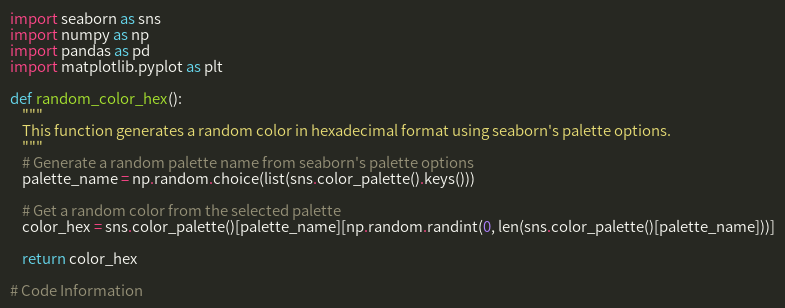 import seaborn as sns
import numpy as np
import pandas as pd
import matplotlib.pyplot as plt
def random_color_hex():
"""
This function generates a random color in hexadecimal format using seaborn's palette options.
"""
# Generate a random palette name from seaborn's palette options
palette_name = np.random.choice(list(sns.color_palette().keys()))
# Get a random color from the selected palette
color_hex = sns.color_palette()[palette_name][np.random.randint(0, len(sns.color_palette()[palette_name]))]
return color_hex
# Code Information